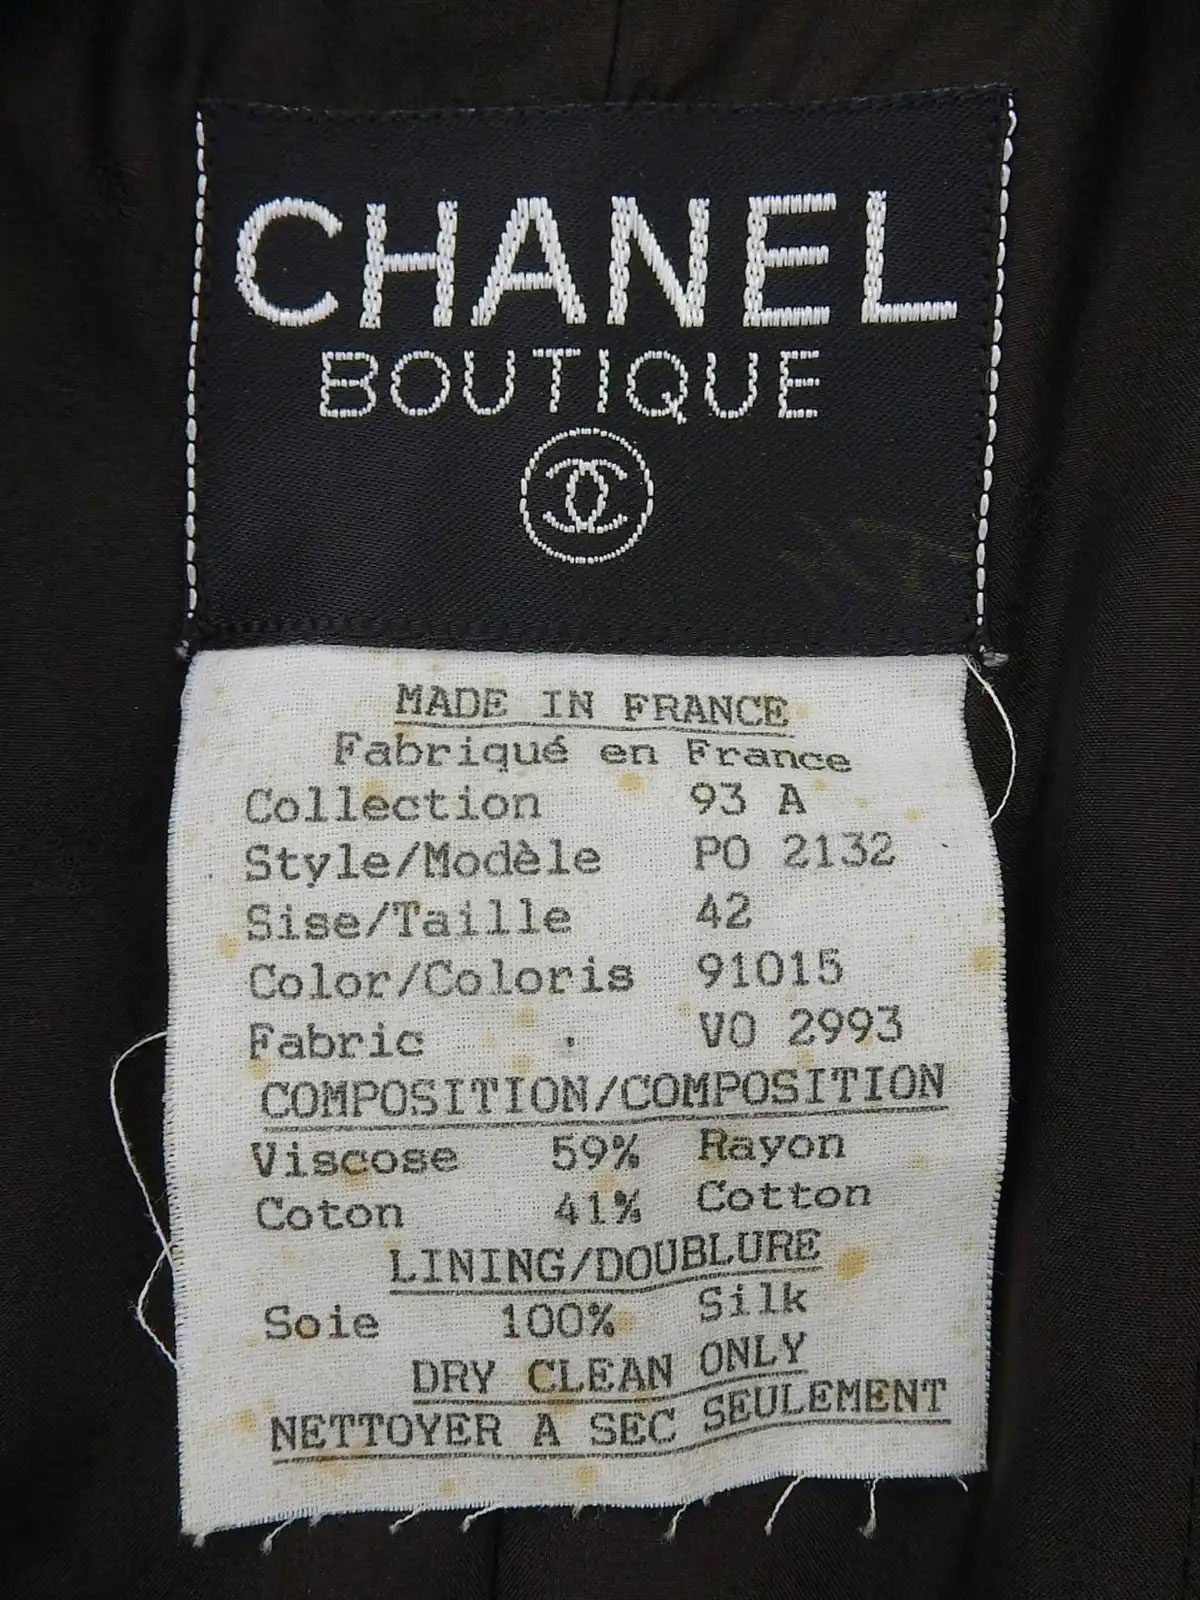 CHANEL
BOUTIQUE
MADE IN FRANCE
Fabriqué en France
Collection 93 A
Style/Modèle PO 2132
Sise/Taille 42
Color/Coloris 91015
Fabric . VO 2993
COMPOSITION/COMPOSITION
Viscose 59% Rayon
Coton 41% Cotton
LINING/DOUBLURE
Soie 100% Silk
DRY CLEAN ONLY
NETTOYER A SEC SEULEMENT